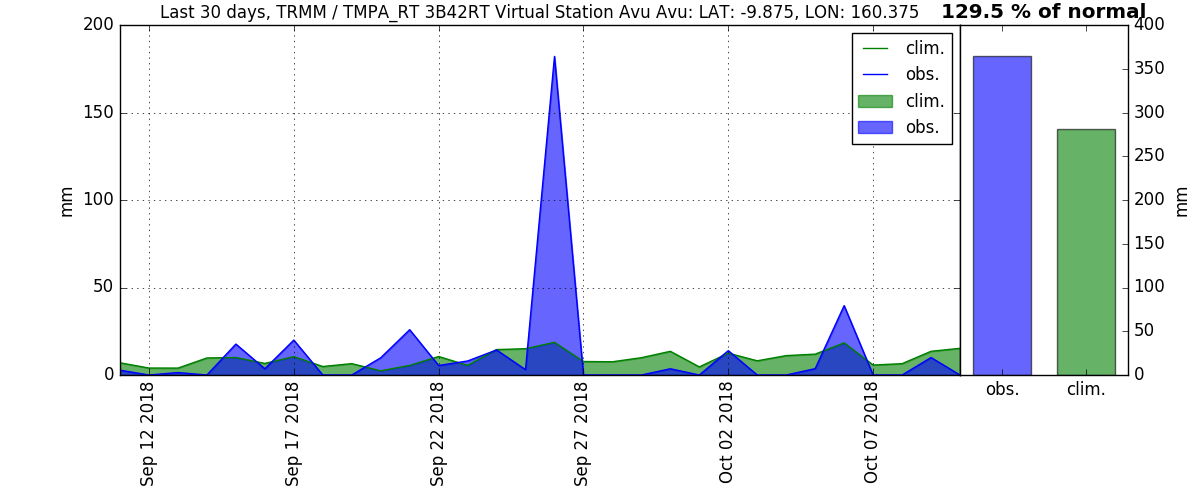 Last 30 days, TRMM / TMPA_RT 3B42RT Virtual Station Avu Avu: LAT: -9.875, LON: 160.375
129.5 % of normal
200
150
100
50
0
mm
clim.
obs.
clim.
obs.
Sep 12 2018
Sep 17 2018
Sep 22 2018
Sep 27 2018
Oct 02 2018
Oct 07 2018
400
350
300
250
200
150
100
50
0
mm
obs.
clim.